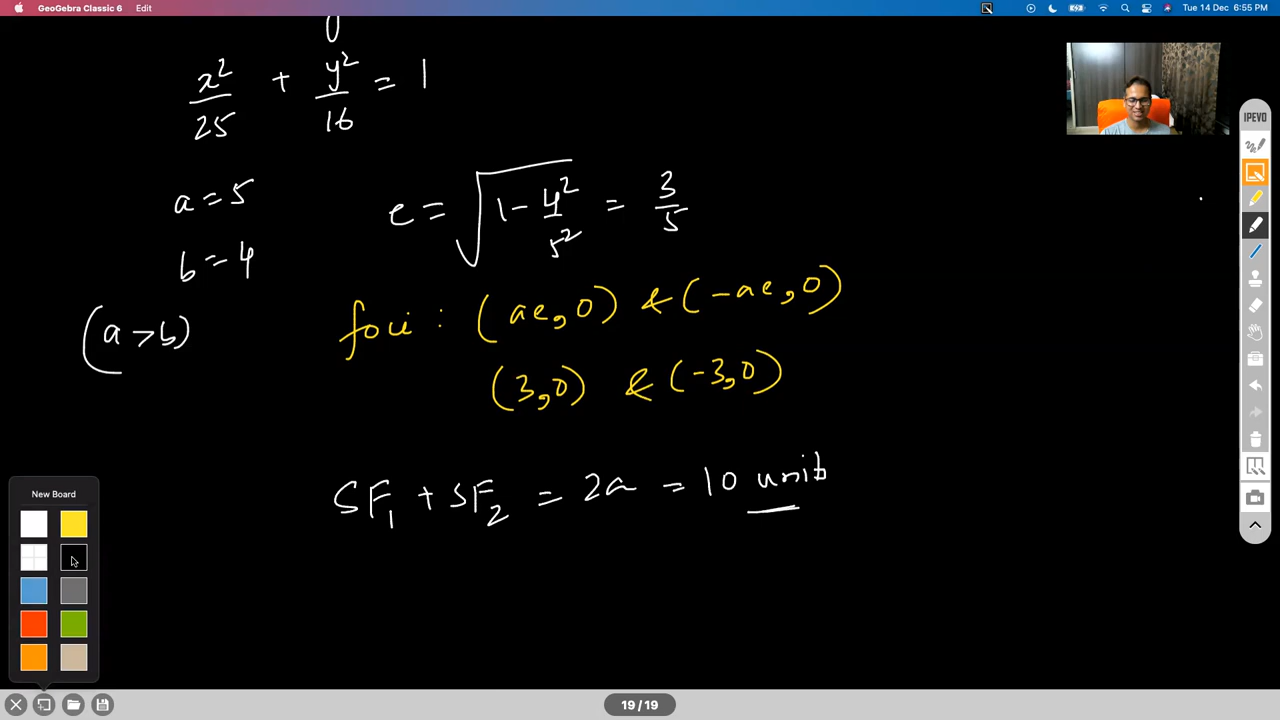 GeoGebra Classic 6 Edit Tue 14 Dec 6:55 PM
x²/25 + y²/16 = 1
IPEVO
a = 5
b = 4
e = √(1 - 4²/5²) = 3/5
(a > b)
foci : (ae, 0) & (-ae, 0)
(3, 0) & (-3, 0)
SF₁ + SF₂ = 2a = 10 units
New Board
19 / 19